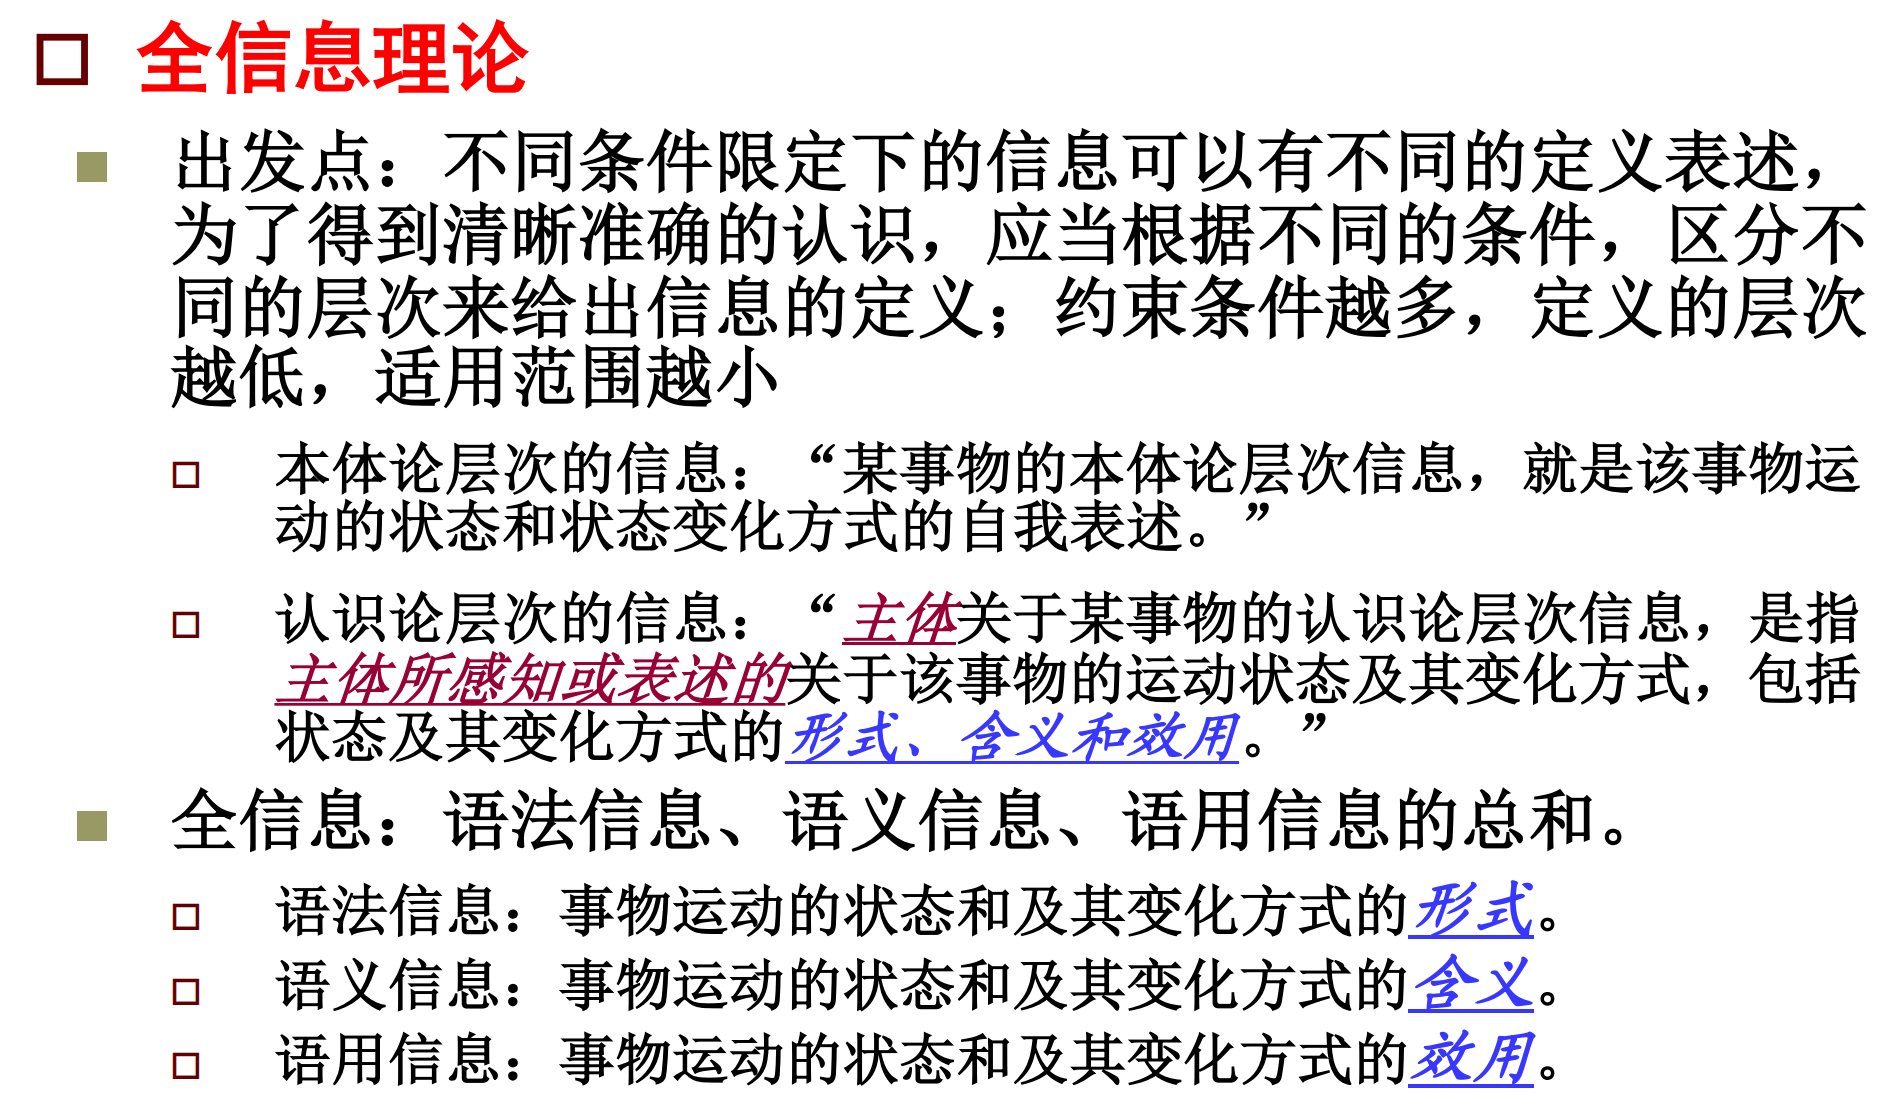 全信息理论
出发点：不同条件限定下的信息可以有不同的定义表述，
为了得到清晰准确的认识，应当根据不同的条件，区分不
同的层次来给出信息的定义；约束条件越多，定义的层次
越低，适用范围越小
本体论层次的信息：“某事物的本体论层次信息，就是该事物运
动的状态和状态变化方式的自我表述。”
认识论层次的信息：“主体关于某事物的认识论层次信息，是指
主体所感知或表述的关于该事物的运动状态及其变化方式，包括
状态及其变化方式的形式、含义和效用。”
全信息：语法信息、语义信息、语用信息的总和。
语法信息：事物运动的状态和及其变化方式的形式。
语义信息：事物运动的状态和及其变化方式的含义。
语用信息：事物运动的状态和及其变化方式的效用。